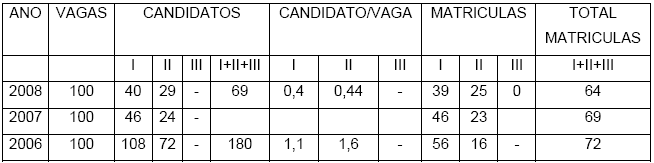 ANO VAGAS CANDIDATOS CANDIDATO/VAGA MATRICULAS TOTAL MATRICULAS
I II III I+II+III I II III I II III I+II+III
2008 100 40 29 - 69 0,4 0,44 - 39 25 0 64
2007 100 46 24 - 46 23 69
2006 100 108 72 - 180 1,1 1,6 - 56 16 - 72